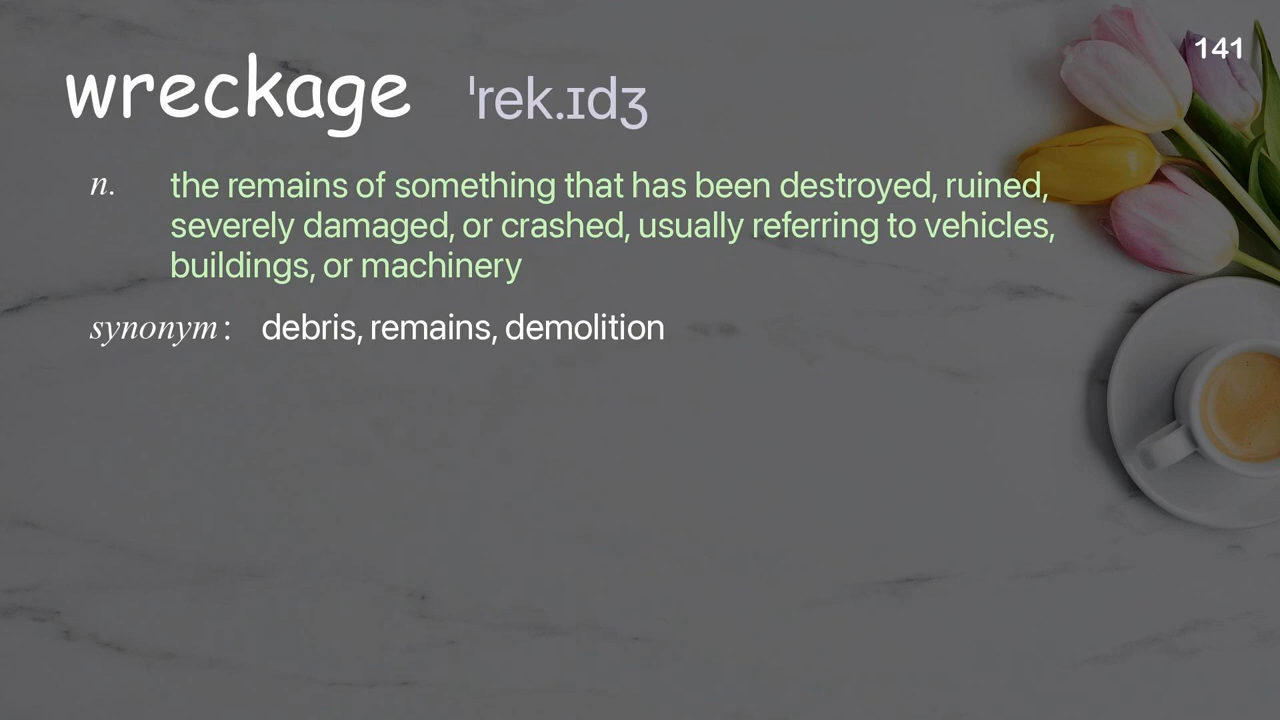 141
wreckage ˈrek.ɪdʒ
n. the remains of something that has been destroyed, ruined,
severely damaged, or crashed, usually referring to vehicles,
buildings, or machinery
synonym : debris, remains, demolition